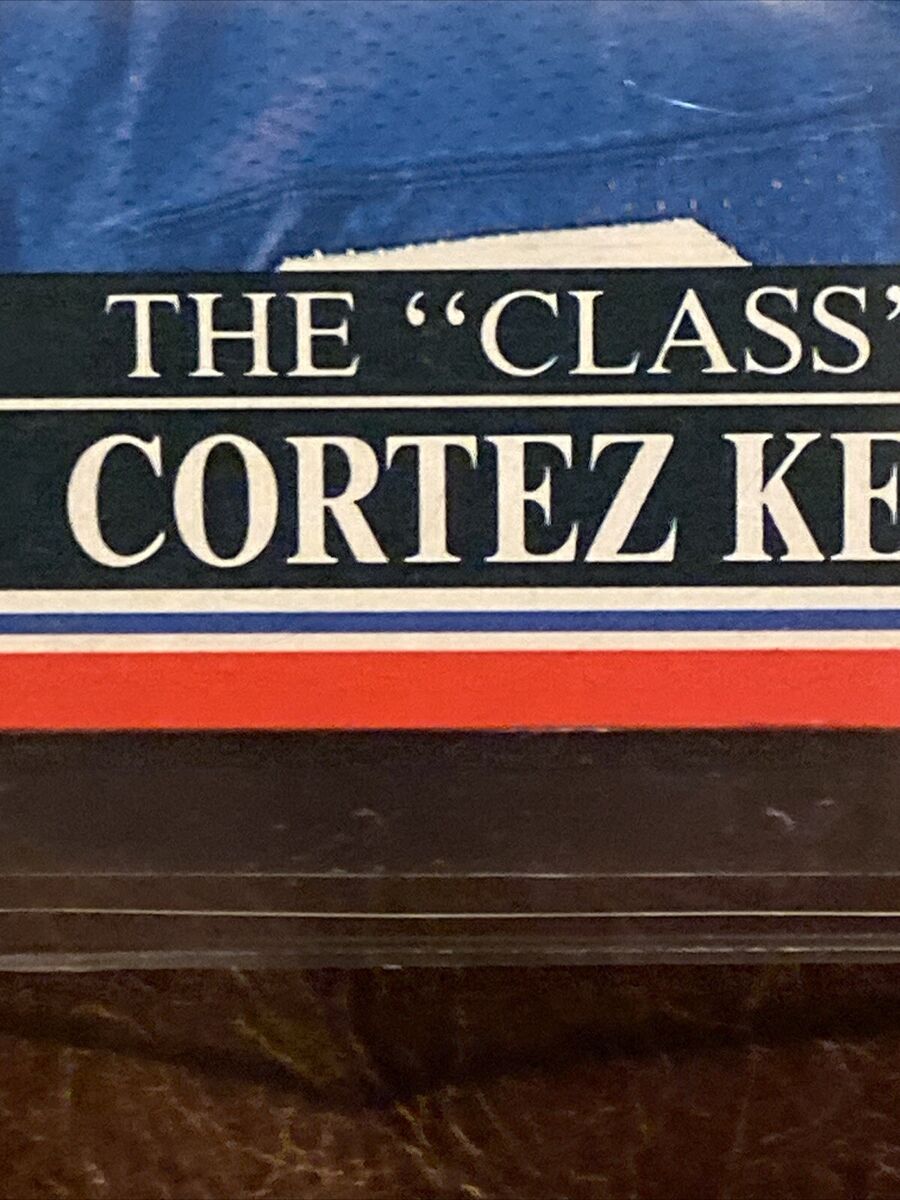 THE “CLASS’
CORTEZ KE